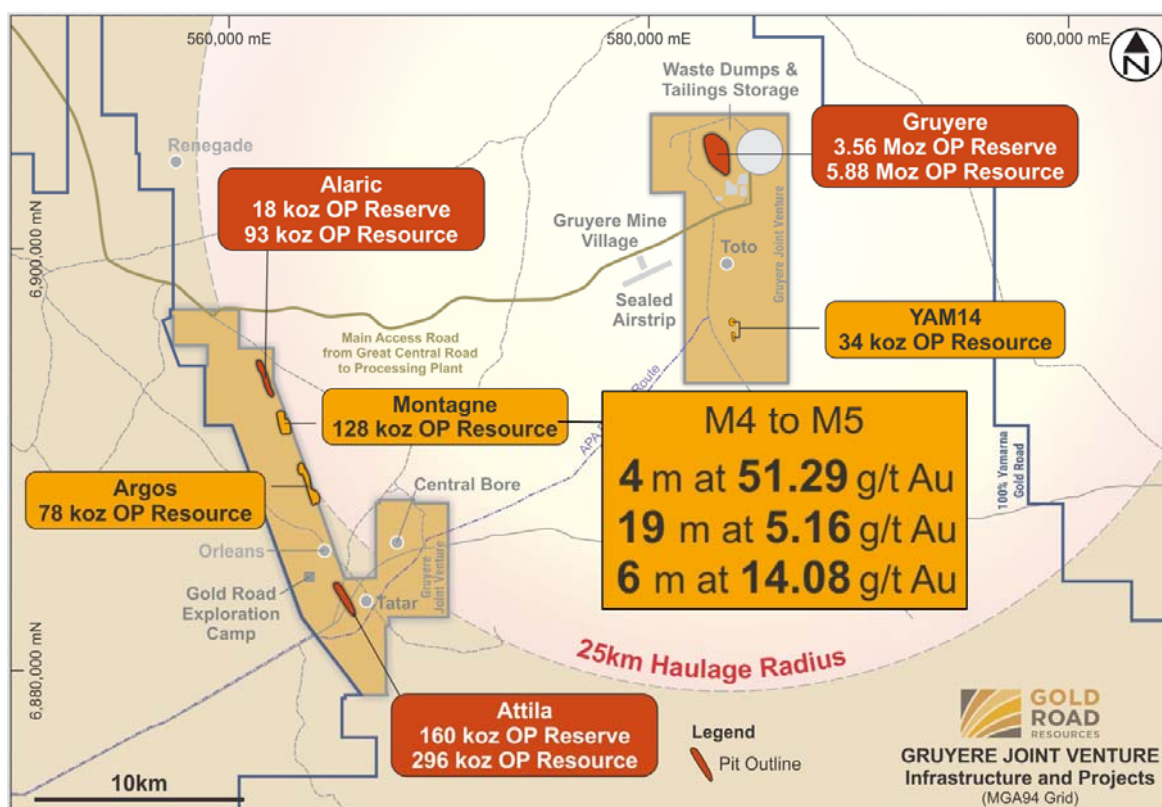 560,000 mE
580,000 mE
600,000 mE
N
Waste Dumps &
Tailings Storage
Renegade
Gruyere
3.56 Moz OP Reserve
5.88 Moz OP Resource
Alaric
18 koz OP Reserve
93 koz OP Resource
Gruyere Mine
Village
Gruyere Joint Venture
6,900,000 mN
Toto
Sealed
Airstrip
YAM14
34 koz OP Resource
Main Access Road
from Great Central Road
to Processing Plant
Route
APA
Montagne
128 koz OP Resource
M4 to M5
4 m at 51.29 g/t Au
19 m at 5.16 g/t Au
6 m at 14.08 g/t Au
100% Yamarna
Gold Road
Argos
78 koz OP Resource
Central Bore
Orleans
Gruyere
Joint Venture
Gold Road
Exploration
Camp
Tatar
25km Haulage Radius
6,880,000 mN
Attila
160 koz OP Reserve
296 koz OP Resource
Legend
Pit Outline
10km
GOLD
ROAD
RESOURCES
GRUYERE JOINT VENTURE
Infrastructure and Projects
(MGA94 Grid)